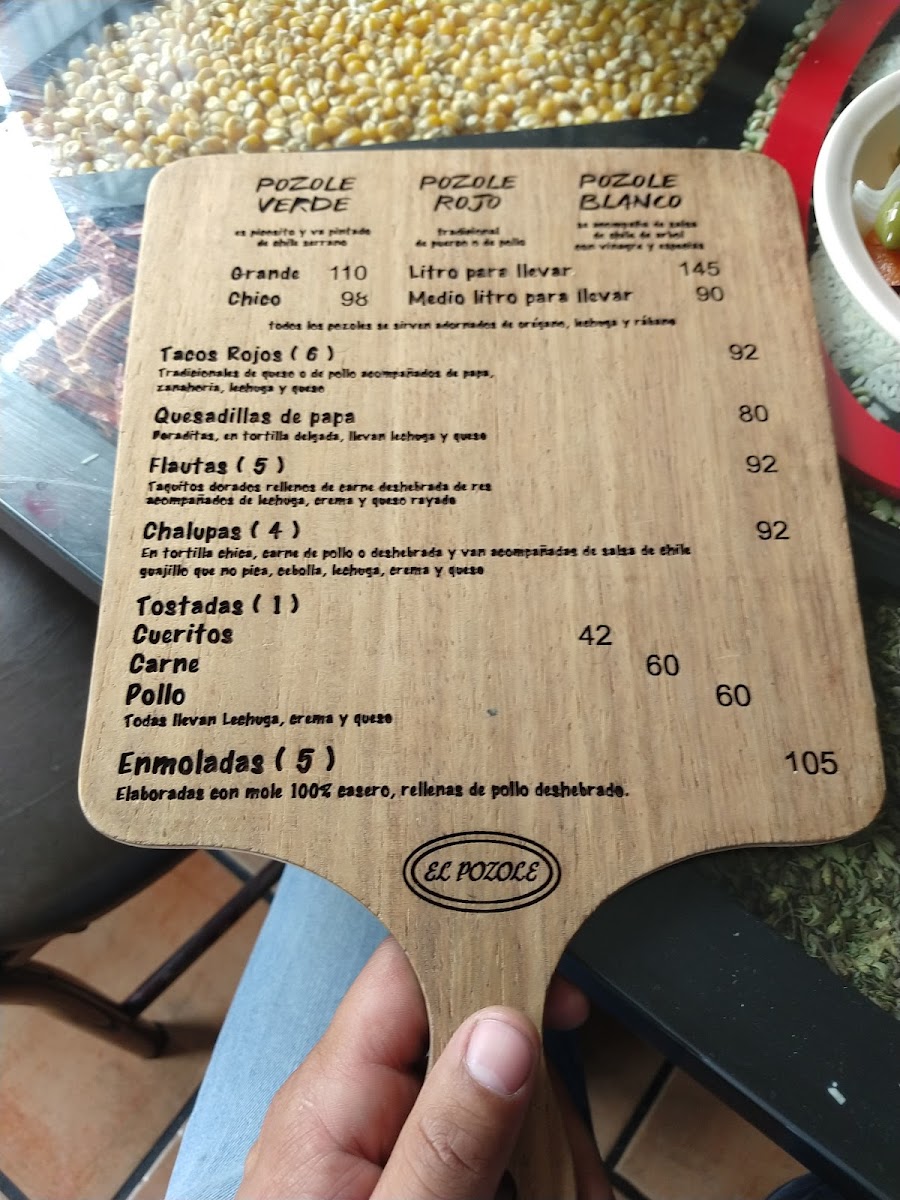 POZOLE VERDE
es picosito y va pintado
de chile serrano
POZOLE ROJO
tradicional
de puerco o de pollo
POZOLE BLANCO
se acompaña de salsa
de chile de arbol
con vinagre y especias
Grande 110 Litro para llevar 145
Chico 98 Medio litro para llevar 90
todos los pozoles se sirven adornados de orégano, lechuga y rábano
Tacos Rojos ( 6 ) 92
Tradicionales de queso o de pollo acompañados de papa,
zanahoria, lechuga y queso
Quesadillas de papa 80
Doraditas, en tortilla delgada, llevan lechuga y queso
Flautas ( 5 ) 92
Taquitos dorados rellenos de carne deshebrada de res
acompañados de lechuga, crema y queso rayado
Chalupas ( 4 ) 92
En tortilla chica, carne de pollo o deshebrada y van acompañadas de salsa de chile
guajillo que no pica, cebolla, lechuga, crema y queso
Tostadas ( 1 )
Cueritos 42
Carne 60
Pollo 60
Todas llevan Lechuga, crema y queso
Enmoladas ( 5 ) 105
Elaboradas con mole 100% casero, rellenas de pollo deshebrado.
EL POZOLE